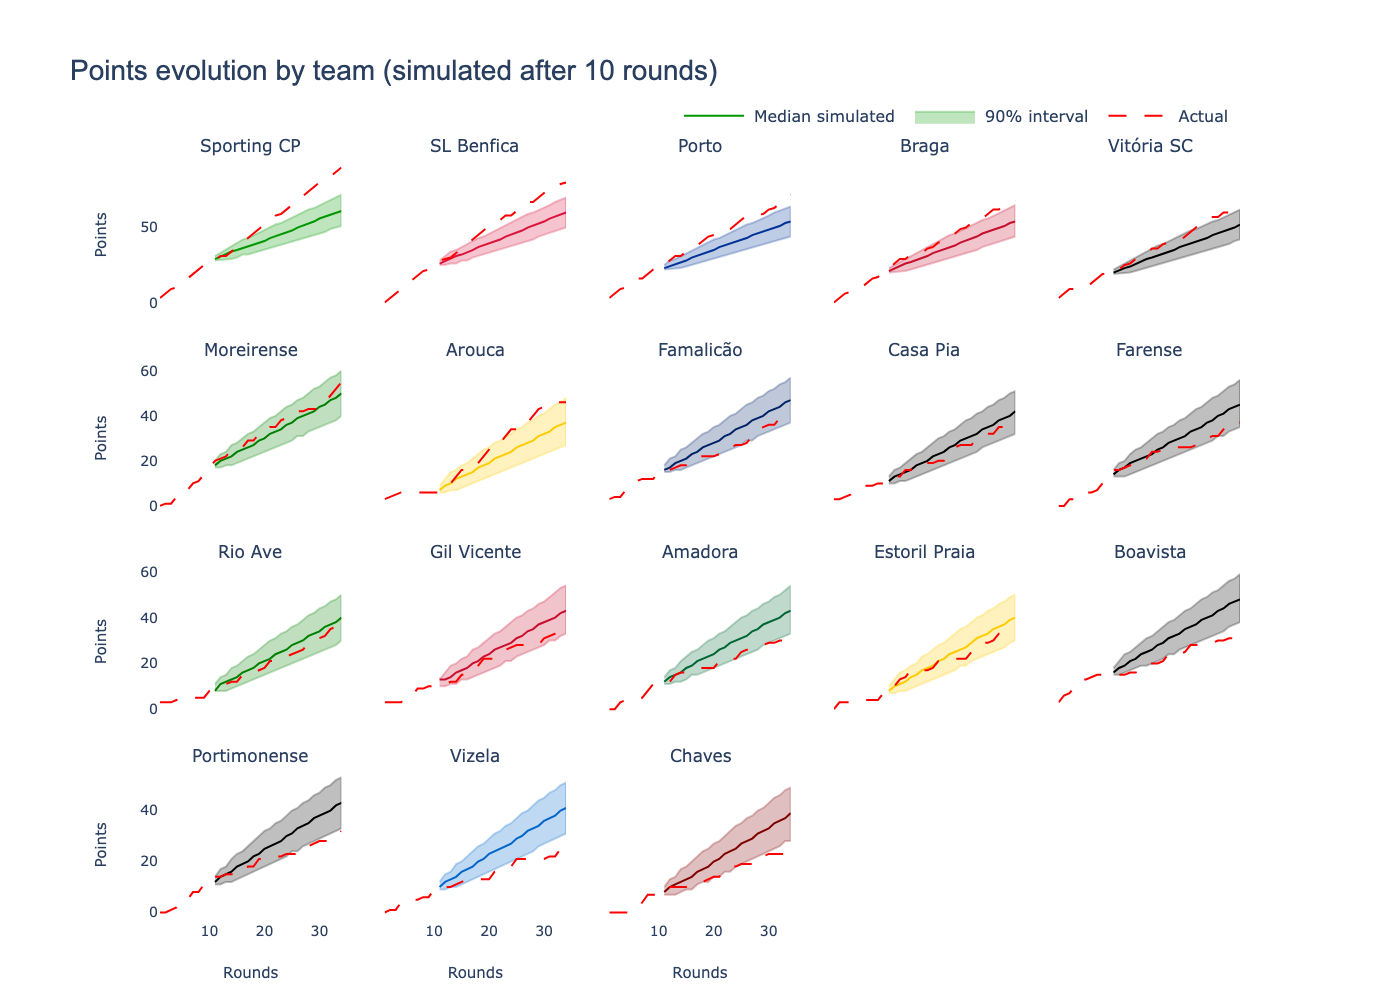 Points evolution by team (simulated after 10 rounds)
Median simulated 90% interval Actual
Sporting CP SL Benfica Porto Braga Vitória SC
Points
50
0
Moreirense Arouca Famalicão Casa Pia Farense
Points
60
40
20
0
Rio Ave Gil Vicente Amadora Estoril Praia Boavista
Points
60
40
20
0
Portimonense Vizela Chaves
Points
40
20
0
10 20 30 10 20 30 10 20 30
Rounds Rounds Rounds